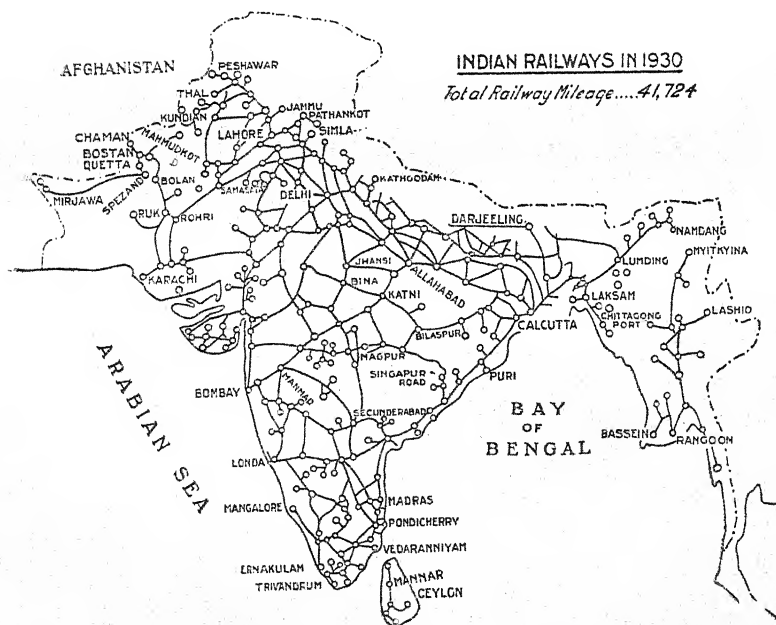 INDIAN RAILWAYS IN 1930
Total Railway Mileage.....41,724
AFGHANISTAN
PESHAWAR
THAL
KUNDIAN
JAMMU
PATHANKOT
LAHORE
SIMLA
CHAMAN
MAHMUDKOT
BOSTAN
QUETTA
SPEZAND
BOLAN
MIRJAWA
SAMASATA
DELHI
KATHGODAM
RUK
ROHRI
DARJEELING
NAMDANG
LUMDING
MYITKYINA
KARACHI
JHANSI
BINA
ALLAHABAD
KATNI
LAKSAM
CHITTAGONG
PORT
LASHIO
CALCUTTA
BILASPUR
NAGPUR
SINGAPUR
ROAD
PURI
BOMBAY
MANMAD
ARABIAN SEA
SECUNDERABAD
BAY
OF
BENGAL
BASSEIN
RANGOON
LONDA
MADRAS
MANGALORE
PONDICHERRY
VEDARANNIYAM
ERNAKULAM
TRIVANDRUM
MANNAR
CEYLON